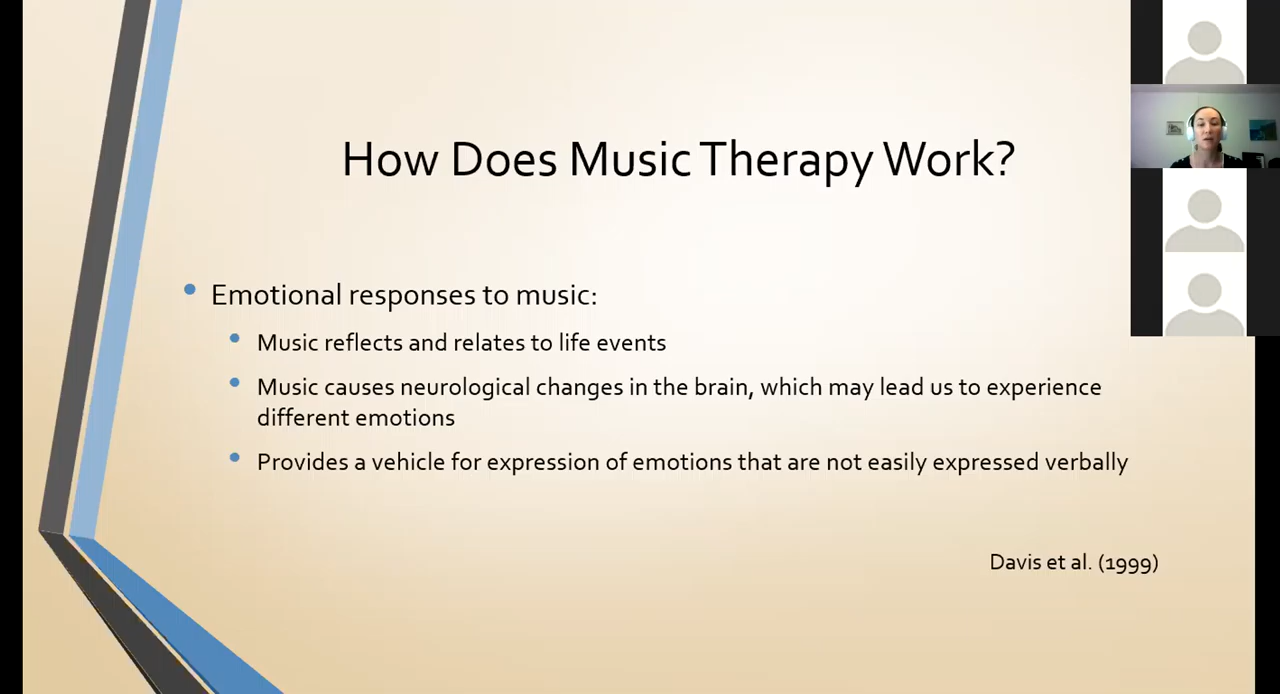 How Does Music Therapy Work?
Emotional responses to music:
Music reflects and relates to life events
Music causes neurological changes in the brain, which may lead us to experience
different emotions
Provides a vehicle for expression of emotions that are not easily expressed verbally
Davis et al. (1999)